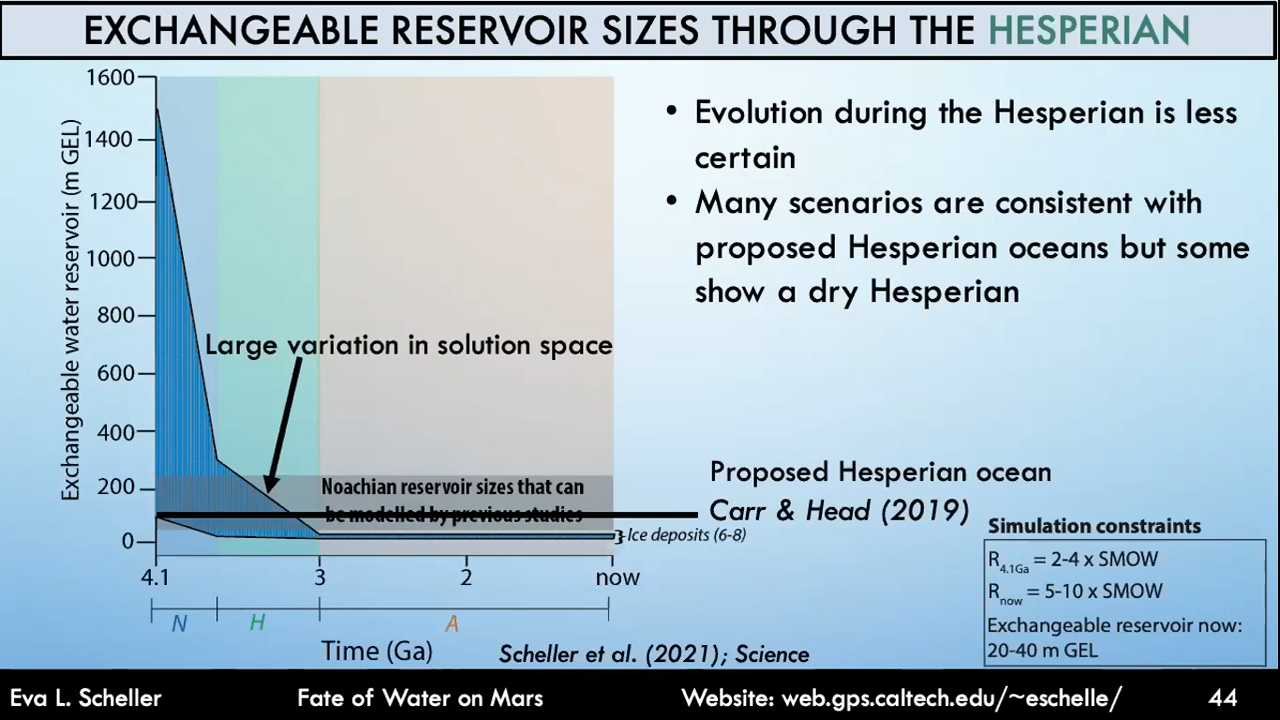 EXCHANGEABLE RESERVOIR SIZES THROUGH THE HESPERIAN
Exchangeable water reservoir (m GEL)
1600
1400
1200
1000
800
600
400
200
0
Large variation in solution space
Noachian reservoir sizes that can
be modelled by previous studies
Ice deposits (6-8)
4.1
3
2
now
N
H
A
Time (Ga)
Scheller et al. (2021); Science
• Evolution during the Hesperian is less
certain
• Many scenarios are consistent with
proposed Hesperian oceans but some
show a dry Hesperian
Proposed Hesperian ocean
Carr & Head (2019)
Simulation constraints
R4.1Ga = 2-4 x SMOW
Rnow = 5-10 x SMOW
Exchangeable reservoir now:
20-40 m GEL
Eva L. Scheller
Fate of Water on Mars
Website: web.gps.caltech.edu/~eschelle/
44